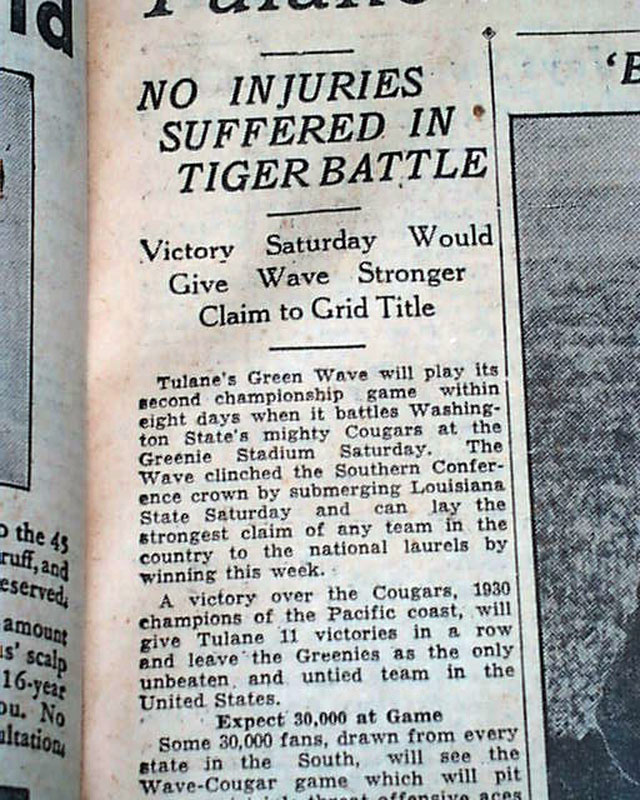 Tulane
NO INJURIES
SUFFERED IN
TIGER BATTLE
Victory Saturday Would
Give Wave Stronger
Claim to Grid Title
Tulane's Green Wave will play its
second championship game within
eight days when it battles Washing-
ton State's mighty Cougars at the
Greenie Stadium Saturday. The
Wave clinched the Southern Confer-
ence crown by submerging Louisiana
State Saturday and can lay the
strongest claim of any team in the
country to the national laurels by
winning this week.
A victory over the Cougars, 1930
champions of the Pacific coast, will
give Tulane 11 victories in a row
and leave the Greenies as the only
unbeaten and untied team in the
United States.
Expect 30,000 at Game
Some 30,000 fans, drawn from every
state in the South, will see the
Wave-Cougar game which will pit
threat offensive aces
the 45
and
eserved,
amount
scalp
16-year
No
'B